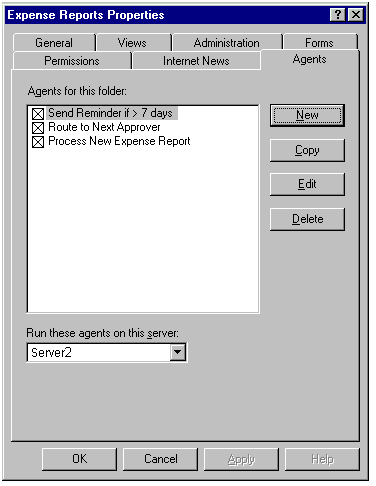 Expense Reports Properties
General Views Administration Forms
Permissions Internet News Agents
Agents for this folder:
Send Reminder if > 7 days
Route to Next Approver
Process New Expense Report
New
Copy
Edit
Delete
Run these agents on this server:
Server2
OK Cancel Apply Help